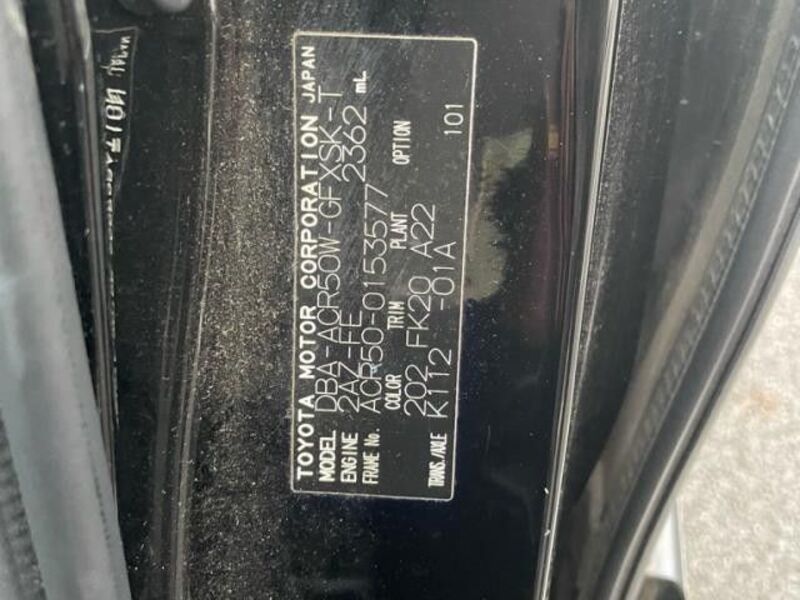 TOYOTA MOTOR CORPORATION JAPAN
MODEL DBA-ACR50W-GFXSK-T
ENGINE 2AZ-FE 2362 mL
FRAME No. ACR50-0153577
COLOR TRIM PLANT OPTION
202 FK20 A22
TRANS./AXLE K112 -01A 101